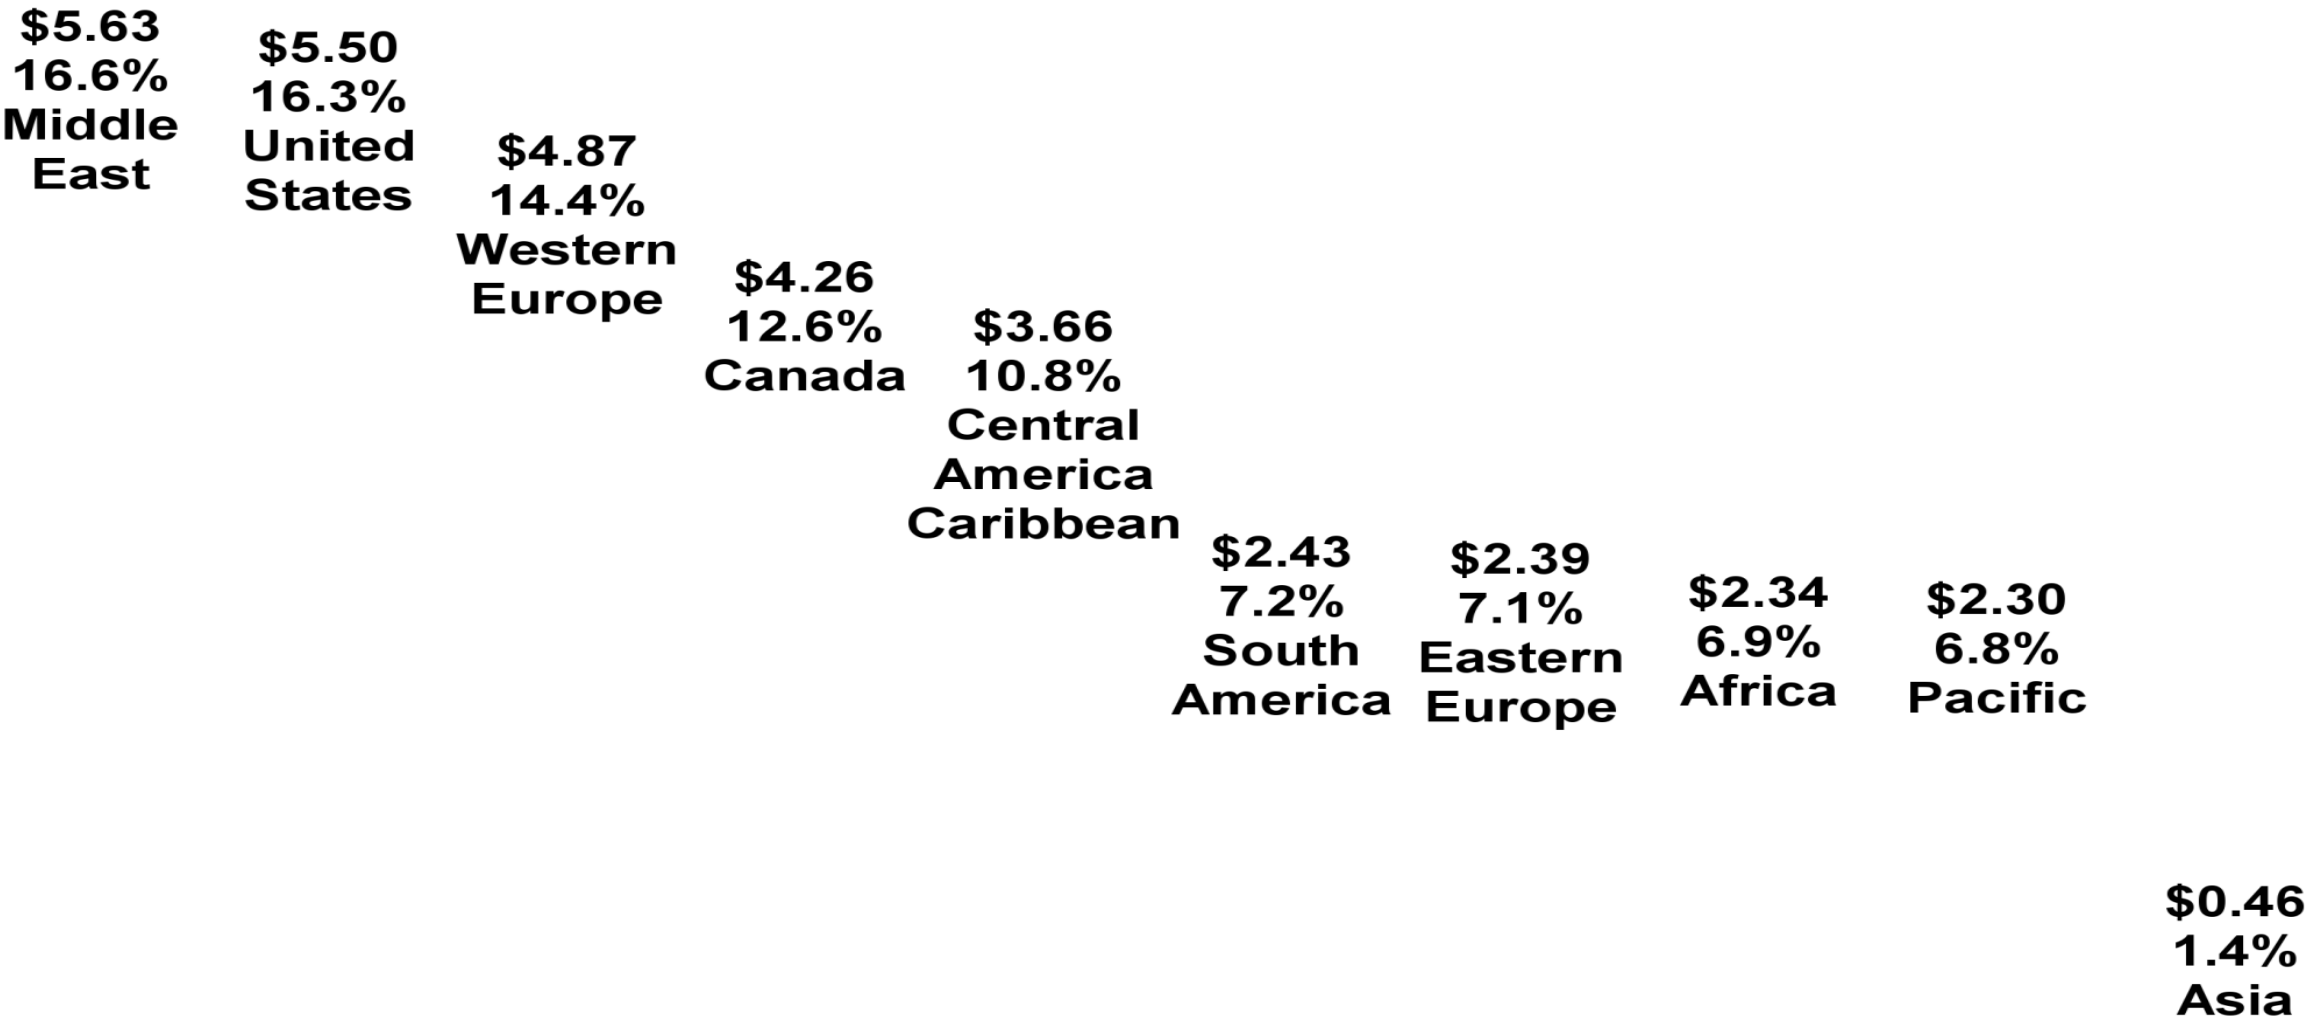 $5.63
16.6%
Middle
East
$5.50
16.3%
United
States
$4.87
14.4%
Western
Europe
$4.26
12.6%
Canada
$3.66
10.8%
Central
America
Caribbean
$2.43
7.2%
South
America
$2.39
7.1%
Eastern
Europe
$2.34
6.9%
Africa
$2.30
6.8%
Pacific
$0.46
1.4%
Asia